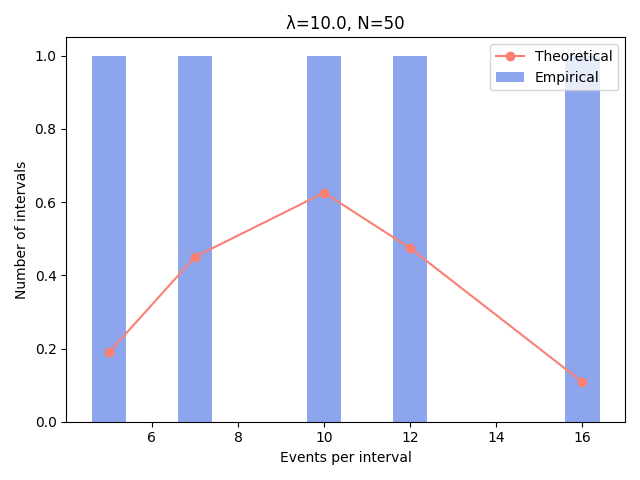 λ=10.0, N=50
Theoretical
Empirical
Number of intervals
1.0
0.8
0.6
0.4
0.2
0.0
6 8 10 12 14 16
Events per interval